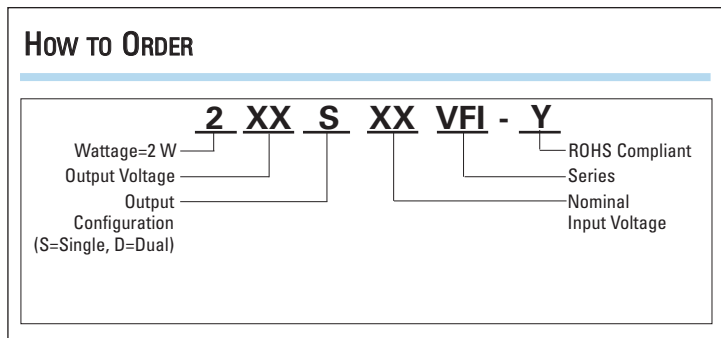 HOW TO ORDER
2 XX S XX VFI - Y
Wattage=2 W
Output Voltage
Output
Configuration
(S=Single, D=Dual)
ROHS Compliant
Series
Nominal
Input Voltage